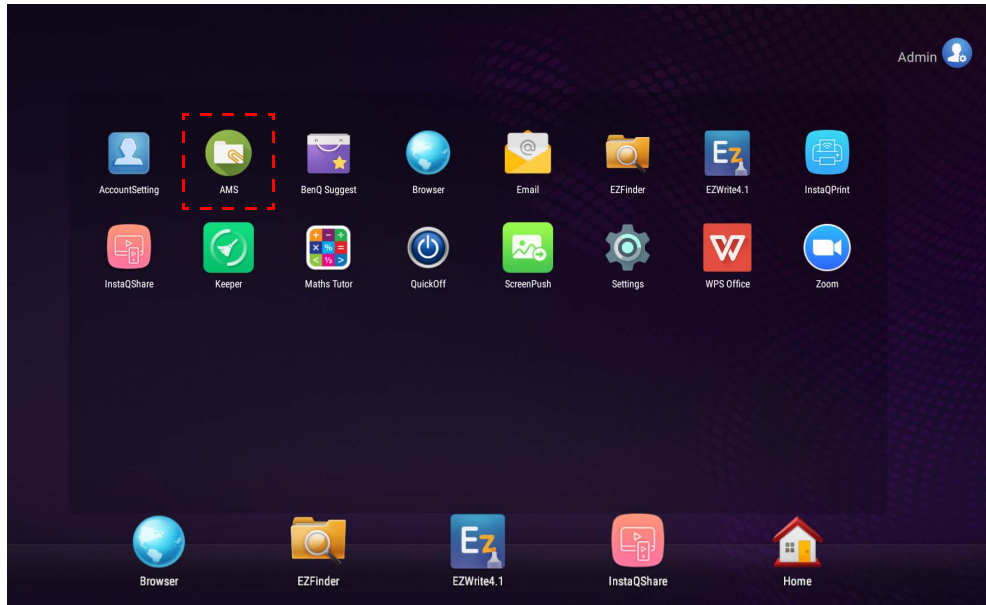 Admin
AccountSetting AMS BenQ Suggest Browser Email EZFinder EZWrite4.1 InstaQPrint
InstaQShare Keeper Maths Tutor QuickOff ScreenPush Settings WPS Office Zoom
Browser EZFinder EZWrite4.1 InstaQShare Home